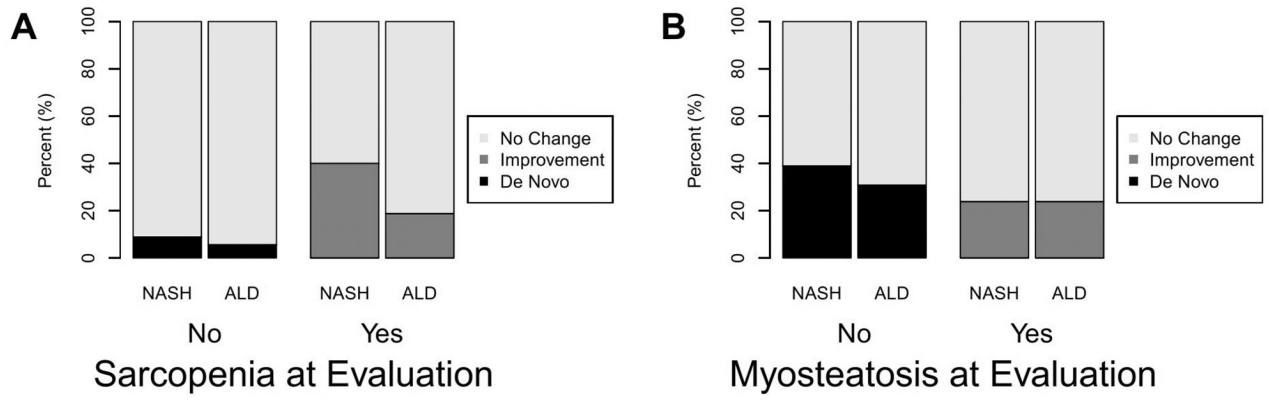 A
Percent (%)
100
80
60
40
20
0
No Change
Improvement
De Novo
NASH ALD NASH ALD
No Yes
Sarcopenia at Evaluation
B
Percent (%)
100
80
60
40
20
0
No Change
Improvement
De Novo
NASH ALD NASH ALD
No Yes
Myosteatosis at Evaluation